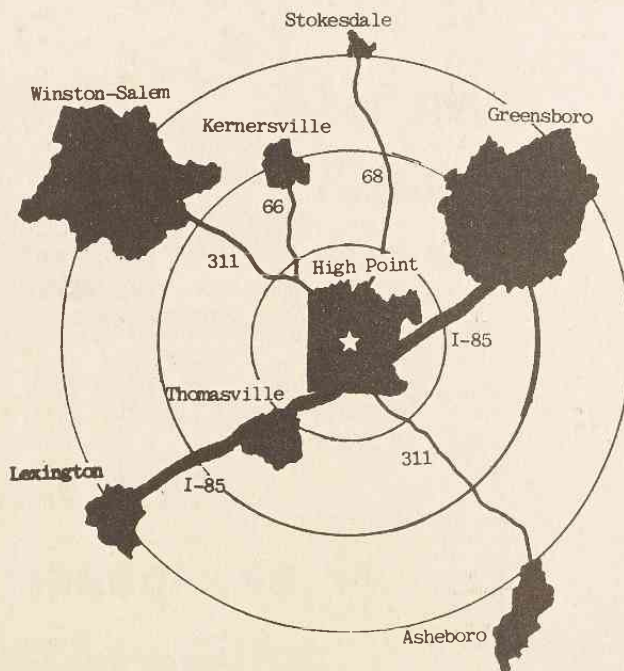 Stokesdale
Winston-Salem
Greensboro
Kernersville
68
66
311
High Point
I-85
Thomasville
311
Lexington
I-85
Asheboro